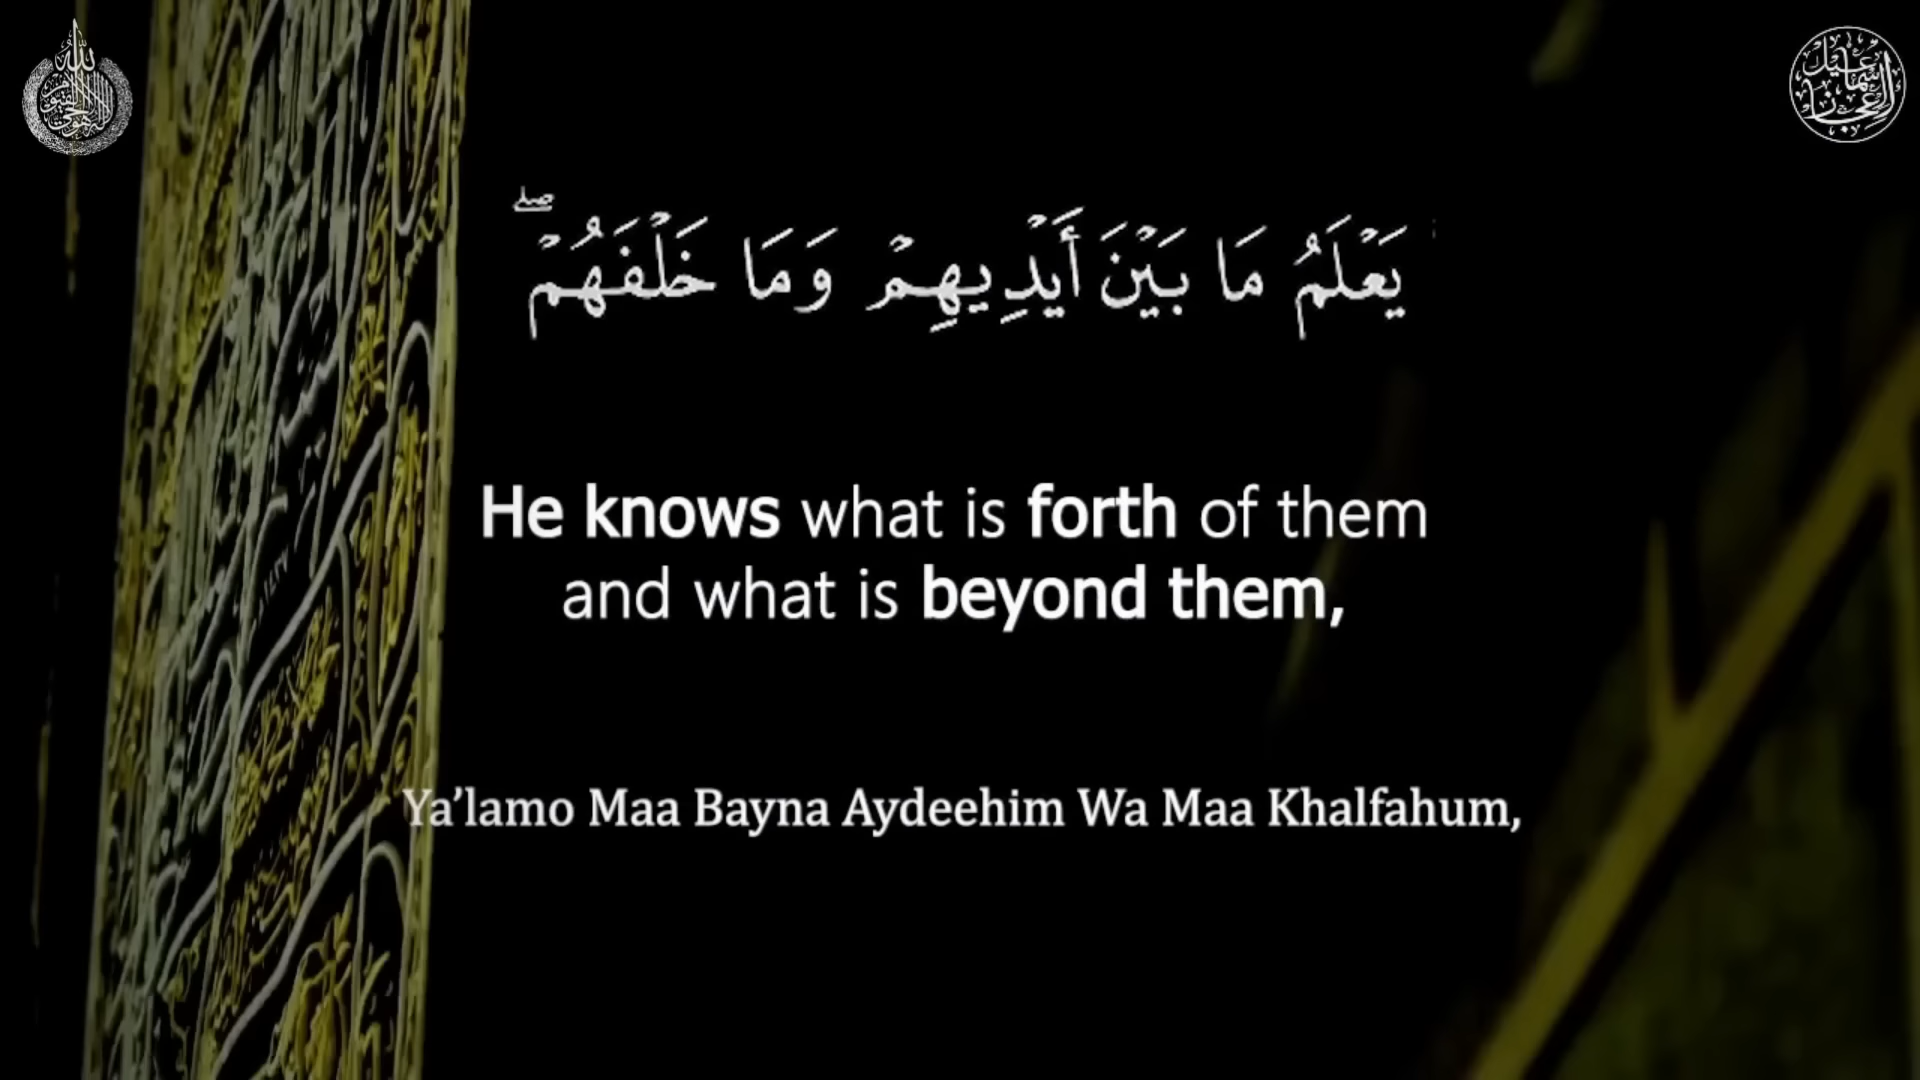 يَعْلَمُ مَا بَيْنَ أَيْدِيهِمْ وَمَا خَلْفَهُمْ ۖ
He knows what is forth of them
and what is beyond them,
Ya’lamo Maa Bayna Aydeehim Wa Maa Khalfahum,